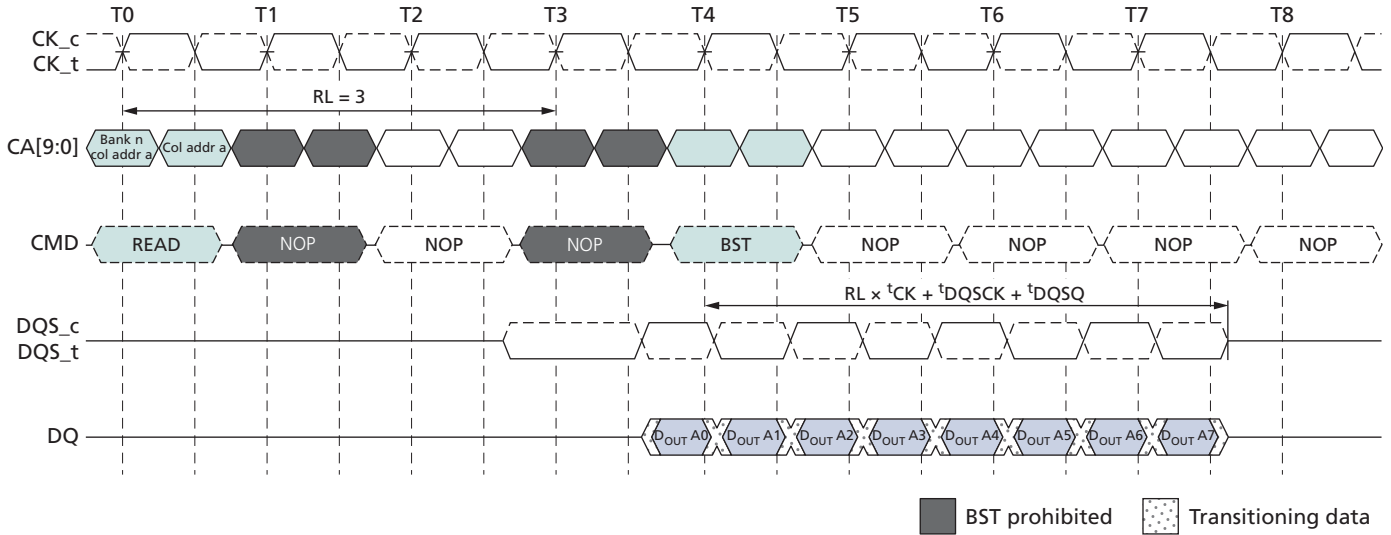 T0 T1 T2 T3 T4 T5 T6 T7 T8
CK_c
CK_t
RL = 3
CA[9:0]
Bank n
col addr a
Col addr a
CMD
READ NOP NOP NOP BST NOP NOP NOP NOP
RL × tCK + tDQSCK + tDQSQ
DQS_c
DQS_t
DQ
DOUT A0 DOUT A1 DOUT A2 DOUT A3 DOUT A4 DOUT A5 DOUT A6 DOUT A7
BST prohibited
Transitioning data